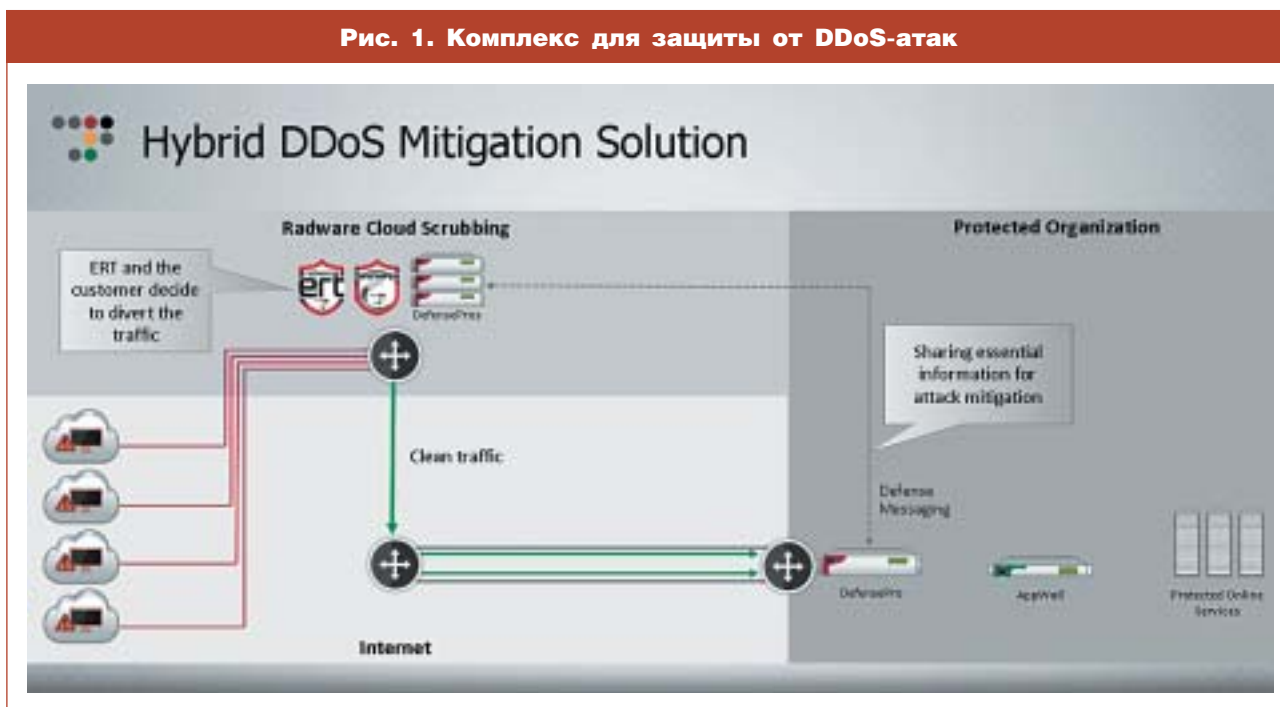 Рис. 1. Комплекс для защиты от DDoS-атак
Hybrid DDoS Mitigation Solution
Radware Cloud Scrubbing
Protected Organization
ERT and the
customer decide
to divert the
traffic
ert
DefensePros
Sharing essential
information for
attack mitigation
Clean traffic
Defense
Messaging
DefensePro
AppWall
Protected Online
Services
Internet